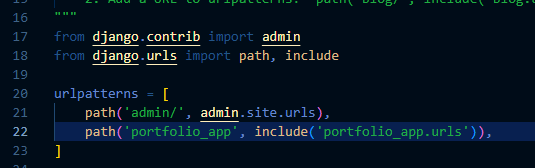 15 2. Add a URL to urlpatterns: path('blog/', include('blog.u
16 """
17 from django.contrib import admin
18 from django.urls import path, include
19
20 urlpatterns = [
21 path('admin/', admin.site.urls),
22 path('portfolio_app', include('portfolio_app.urls')),
23 ]